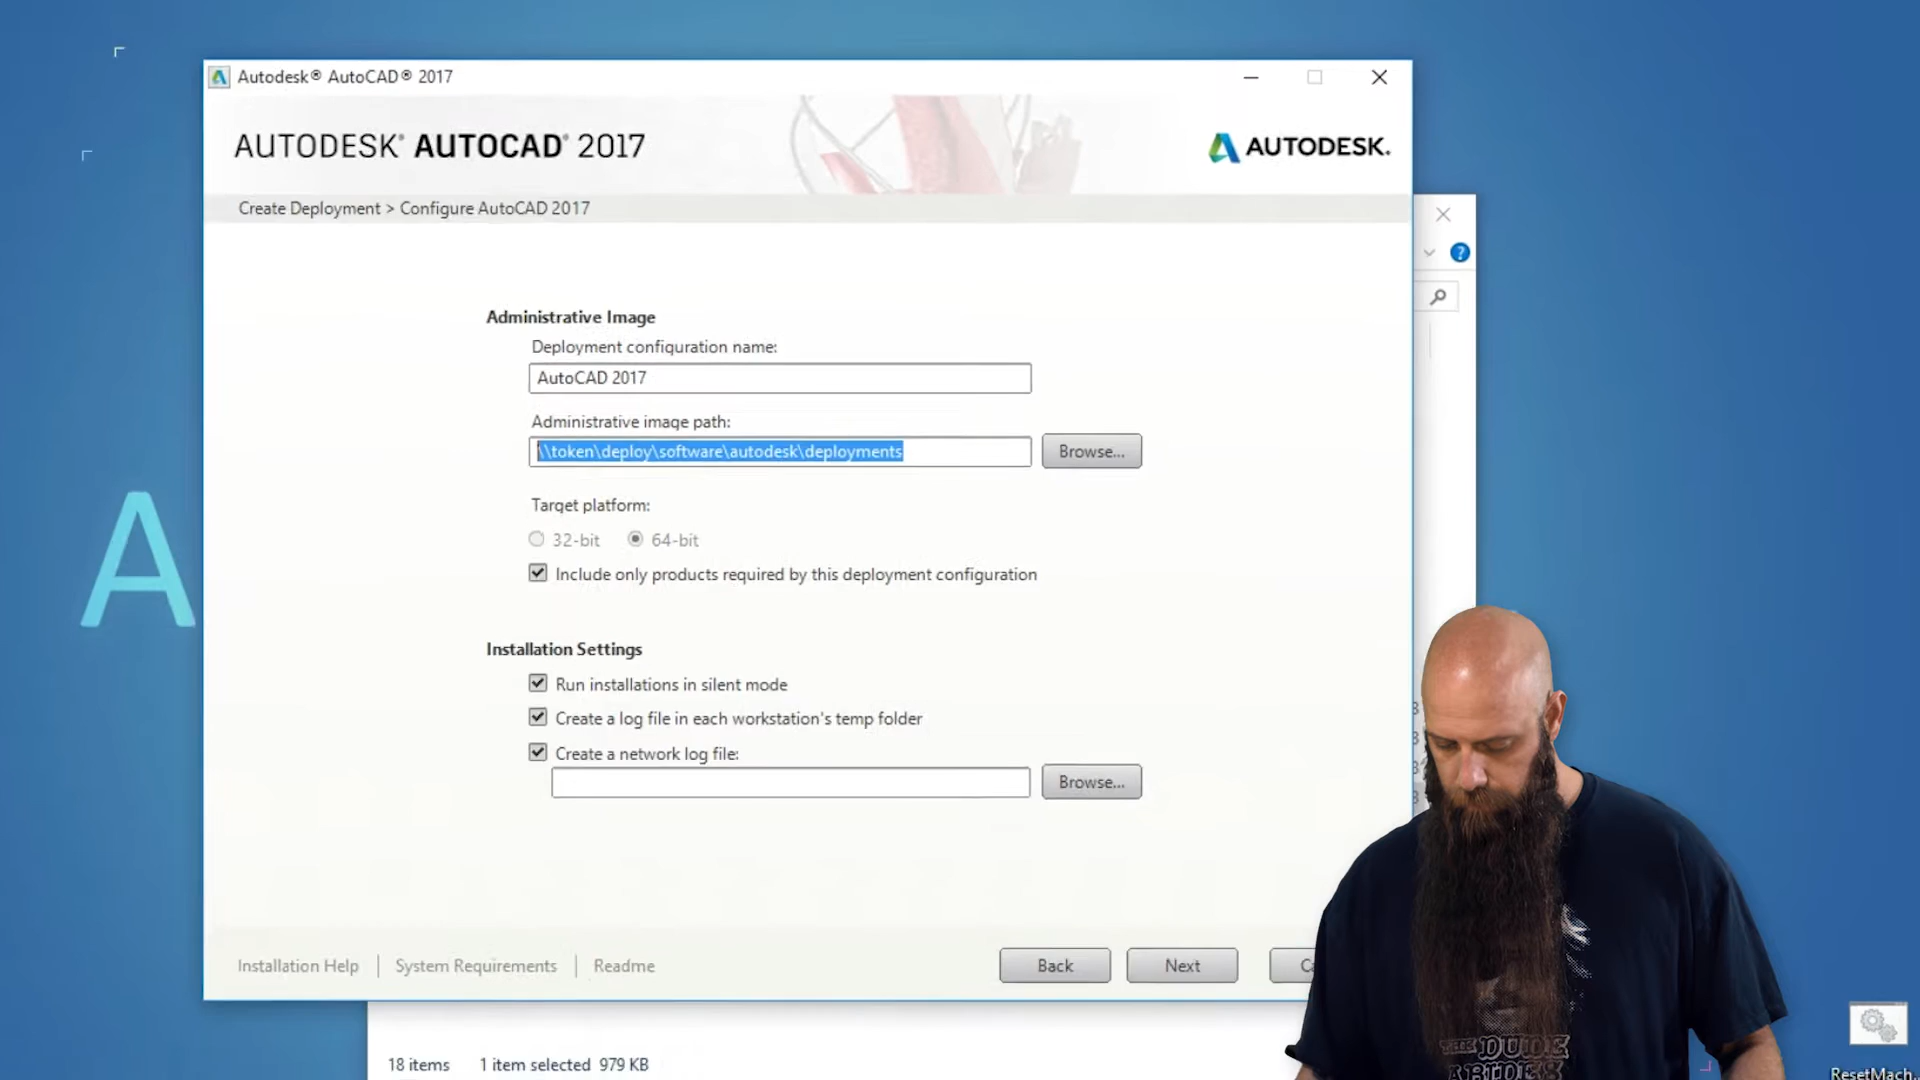 Autodesk® AutoCAD® 2017
AUTODESK® AUTOCAD® 2017
AUTODESK.
Create Deployment > Configure AutoCAD 2017
Administrative Image
Deployment configuration name:
AutoCAD 2017
Administrative image path:
\\token\deploy\software\autodesk\deployments
Browse...
Target platform:
32-bit
64-bit
Include only products required by this deployment configuration
Installation Settings
Run installations in silent mode
Create a log file in each workstation's temp folder
Create a network log file:
Browse...
Installation Help
System Requirements
Readme
Back
Next
18 items
1 item selected 979 KB
THE DUDE
ABIDES
ResetMach...
A